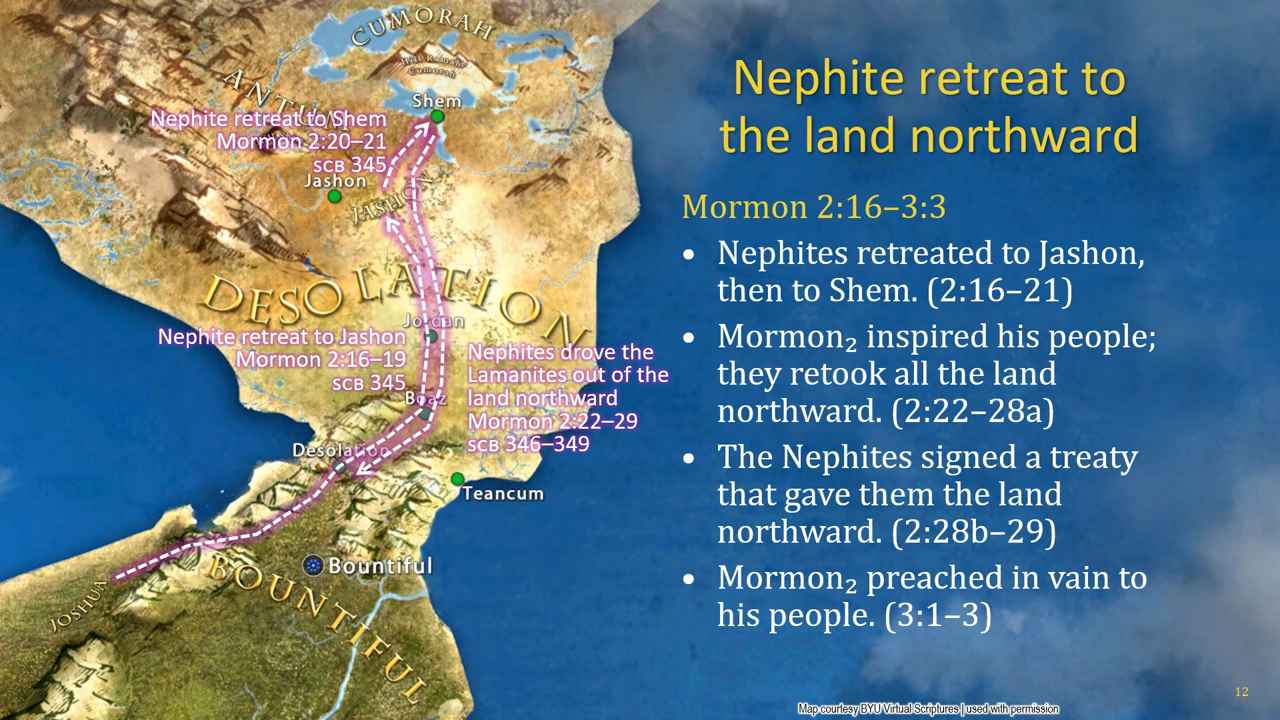 CUMORAH
Hill Ramah/
Cumorah
Shem
Nephite retreat to Shem
Mormon 2:20–21
SCB 345
Jashon
JASHON
DESOLATION
Jordan
Nephite retreat to Jashon
Mormon 2:16–19
SCB 345
Nephites drove the
Lamanites out of the
land northward
Mormon 2:22–29
SCB 346–349
Boaz
Desolation
Teancum
Bountiful
BOUNTIFUL
JOSHUA
Nephite retreat to
the land northward
Mormon 2:16–3:3
• Nephites retreated to Jashon,
then to Shem. (2:16–21)
• Mormon₂ inspired his people;
they retook all the land
northward. (2:22–28a)
• The Nephites signed a treaty
that gave them the land
northward. (2:28b–29)
• Mormon₂ preached in vain to
his people. (3:1–3)
12
Map courtesy BYU Virtual Scriptures | used with permission